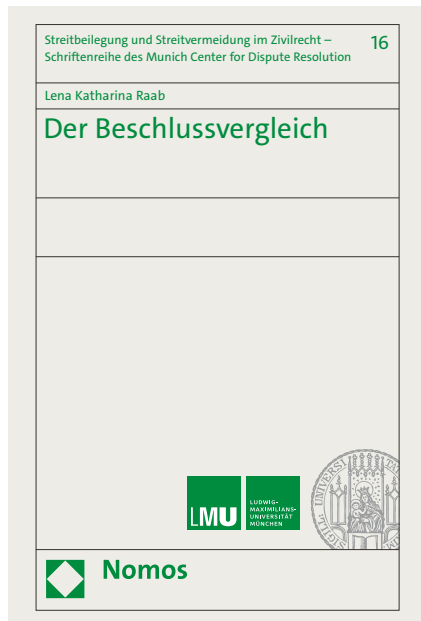 Streitbeilegung und Streitvermeidung im Zivilrecht –
Schriftenreihe des Munich Center for Dispute Resolution
16
Lena Katharina Raab
Der Beschlussvergleich
LMU
LUDWIG-
MAXIMILIANS-
UNIVERSITÄT
MÜNCHEN
Nomos